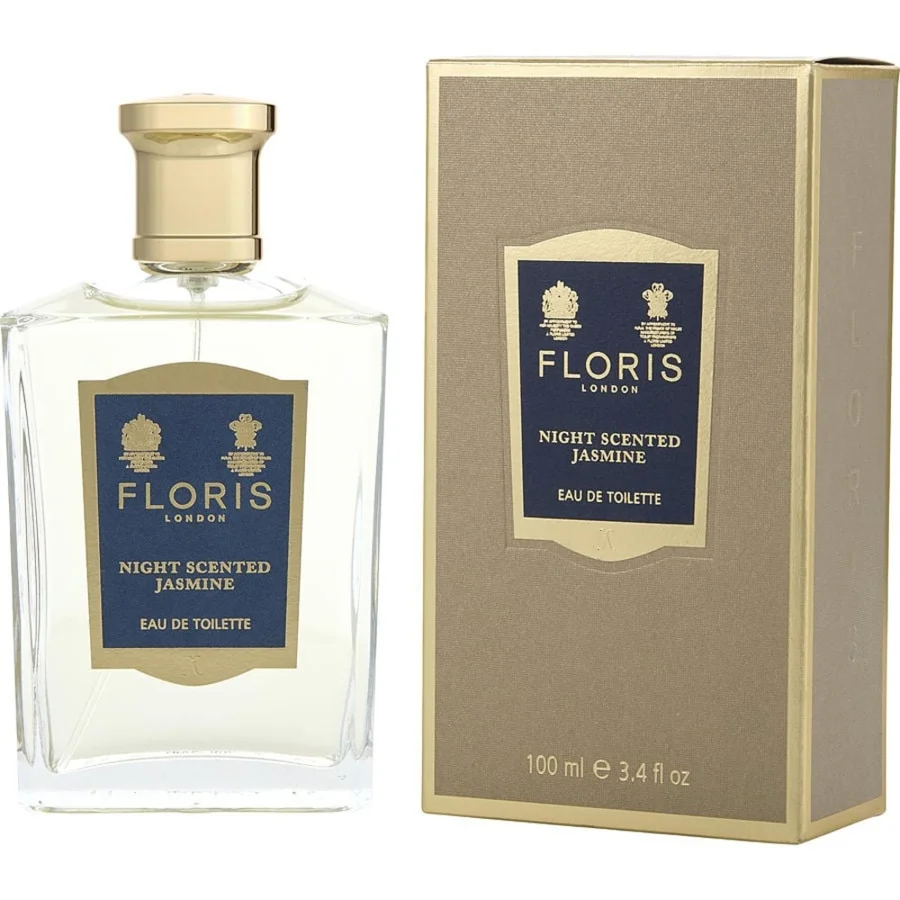 FLORIS
LONDON
NIGHT SCENTED
JASMINE
EAU DE TOILETTE
FLORIS
LONDON
NIGHT SCENTED
JASMINE
EAU DE TOILETTE
100 ml e 3.4 fl oz
FLORIS